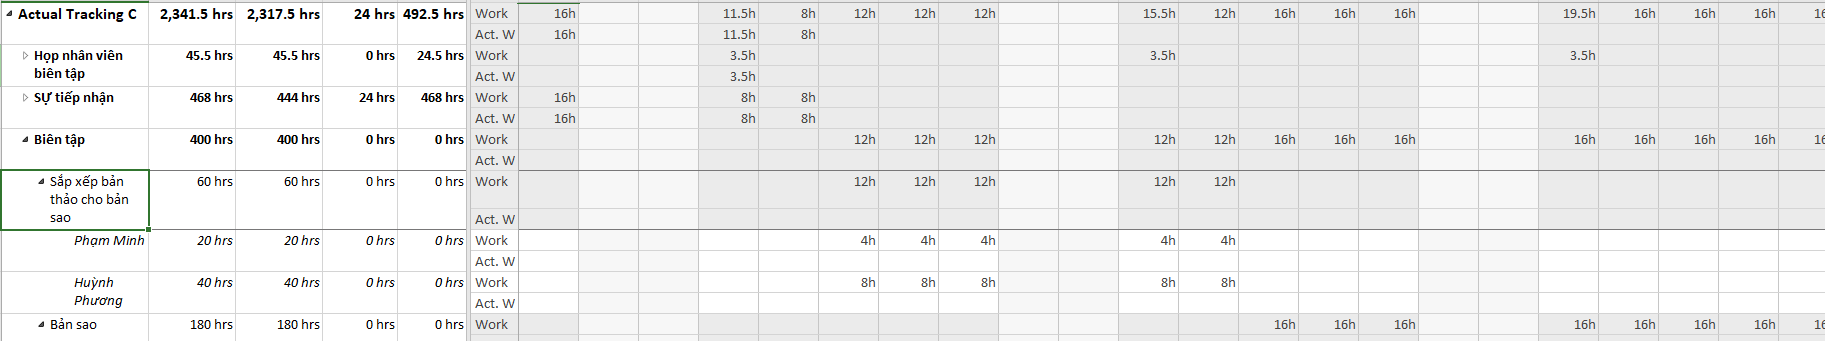 Actual Tracking C 2,341.5 hrs 2,317.5 hrs 24 hrs 492.5 hrs Work 16h 11.5h 8h 12h 12h 12h 15.5h 12h 16h 16h 16h 19.5h 16h 16h 16h 16
Act. W 16h 11.5h 8h
Họp nhân viên biên tập 45.5 hrs 45.5 hrs 0 hrs 24.5 hrs Work 3.5h 3.5h 3.5h
Act. W 3.5h
Sự tiếp nhận 468 hrs 444 hrs 24 hrs 468 hrs Work 16h 8h 8h
Act. W 16h 8h 8h
Biên tập 400 hrs 400 hrs 0 hrs 0 hrs Work 12h 12h 12h 12h 16h 16h 16h 16h 16h 16h 16h 16
Act. W
Sắp xếp bản thảo cho bản sao 60 hrs 60 hrs 0 hrs 0 hrs Work 12h 12h 12h 12h 12h
Act. W
Phạm Minh 20 hrs 20 hrs 0 hrs 0 hrs Work 4h 4h 4h 4h 4h
Act. W
Huỳnh Phương 40 hrs 40 hrs 0 hrs 0 hrs Work 8h 8h 8h 8h 8h
Act. W
Bản sao 180 hrs 180 hrs 0 hrs 0 hrs Work 16h 16h 16h 16h 16h 16h 16h 16